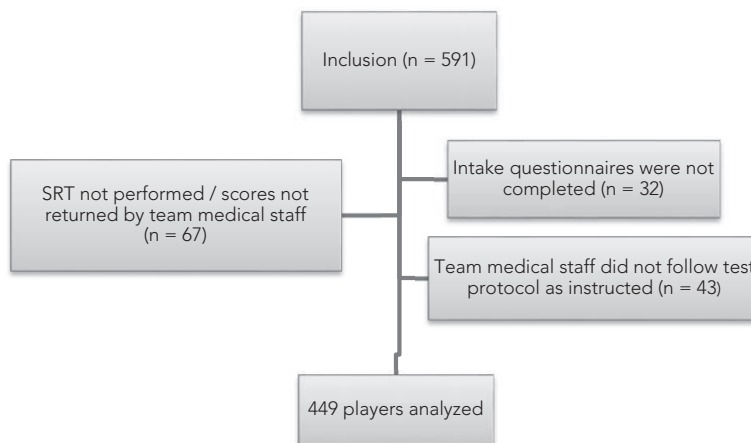 Inclusion (n = 591)
Intake questionnaires were not
completed (n = 32)
SRT not performed / scores not
returned by team medical staff
(n = 67)
Team medical staff did not follow test
protocol as instructed (n = 43)
449 players analyzed